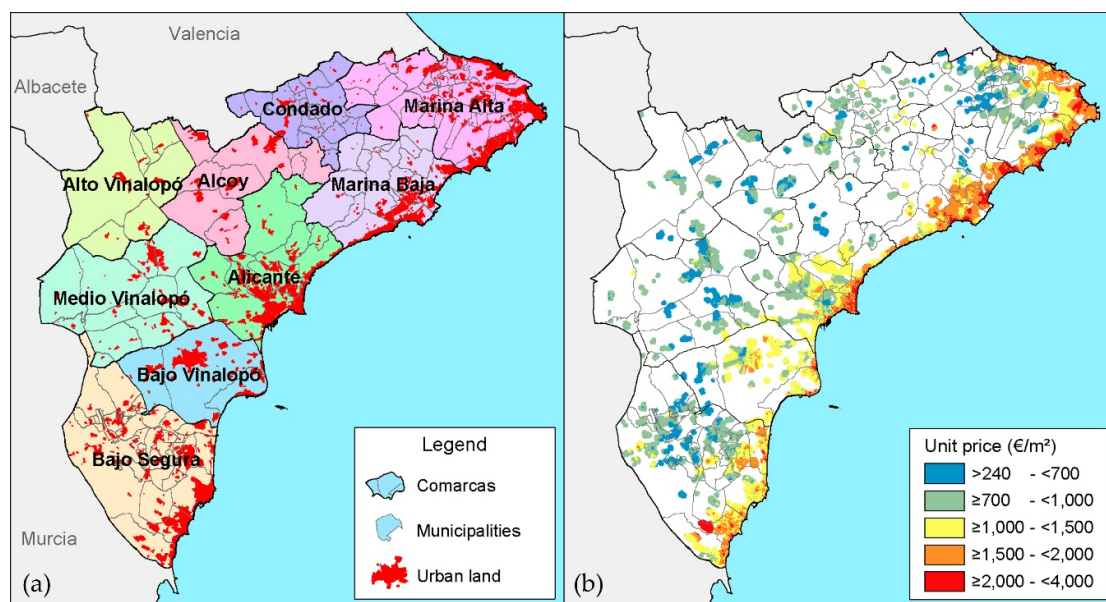 Valencia
Albacete
Condado
Marina Alta
Alto Vinalopó
Alcoy
Marina Baja
Alicante
Medio Vinalopó
Bajo Vinalopó
Bajo Segura
Murcia
Legend
Comarcas
Municipalities
Urban land
(a)
Unit price (€/m²)
>240 - <700
≥700 - <1,000
≥1,000 - <1,500
≥1,500 - <2,000
≥2,000 - <4,000
(b)